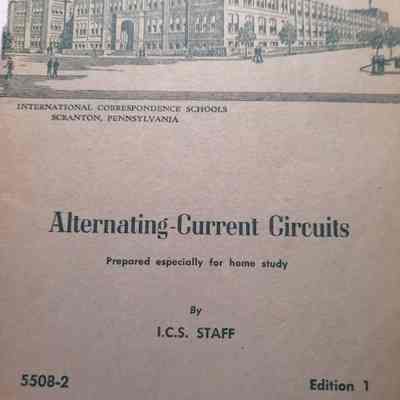 INTERNATIONAL CORRESPONDENCE SCHOOLS
SCRANTON, PENNSYLVANIA
Alternating-Current Circuits
Prepared especially for home study
By
I.C.S. STAFF
5508-2 Edition 1